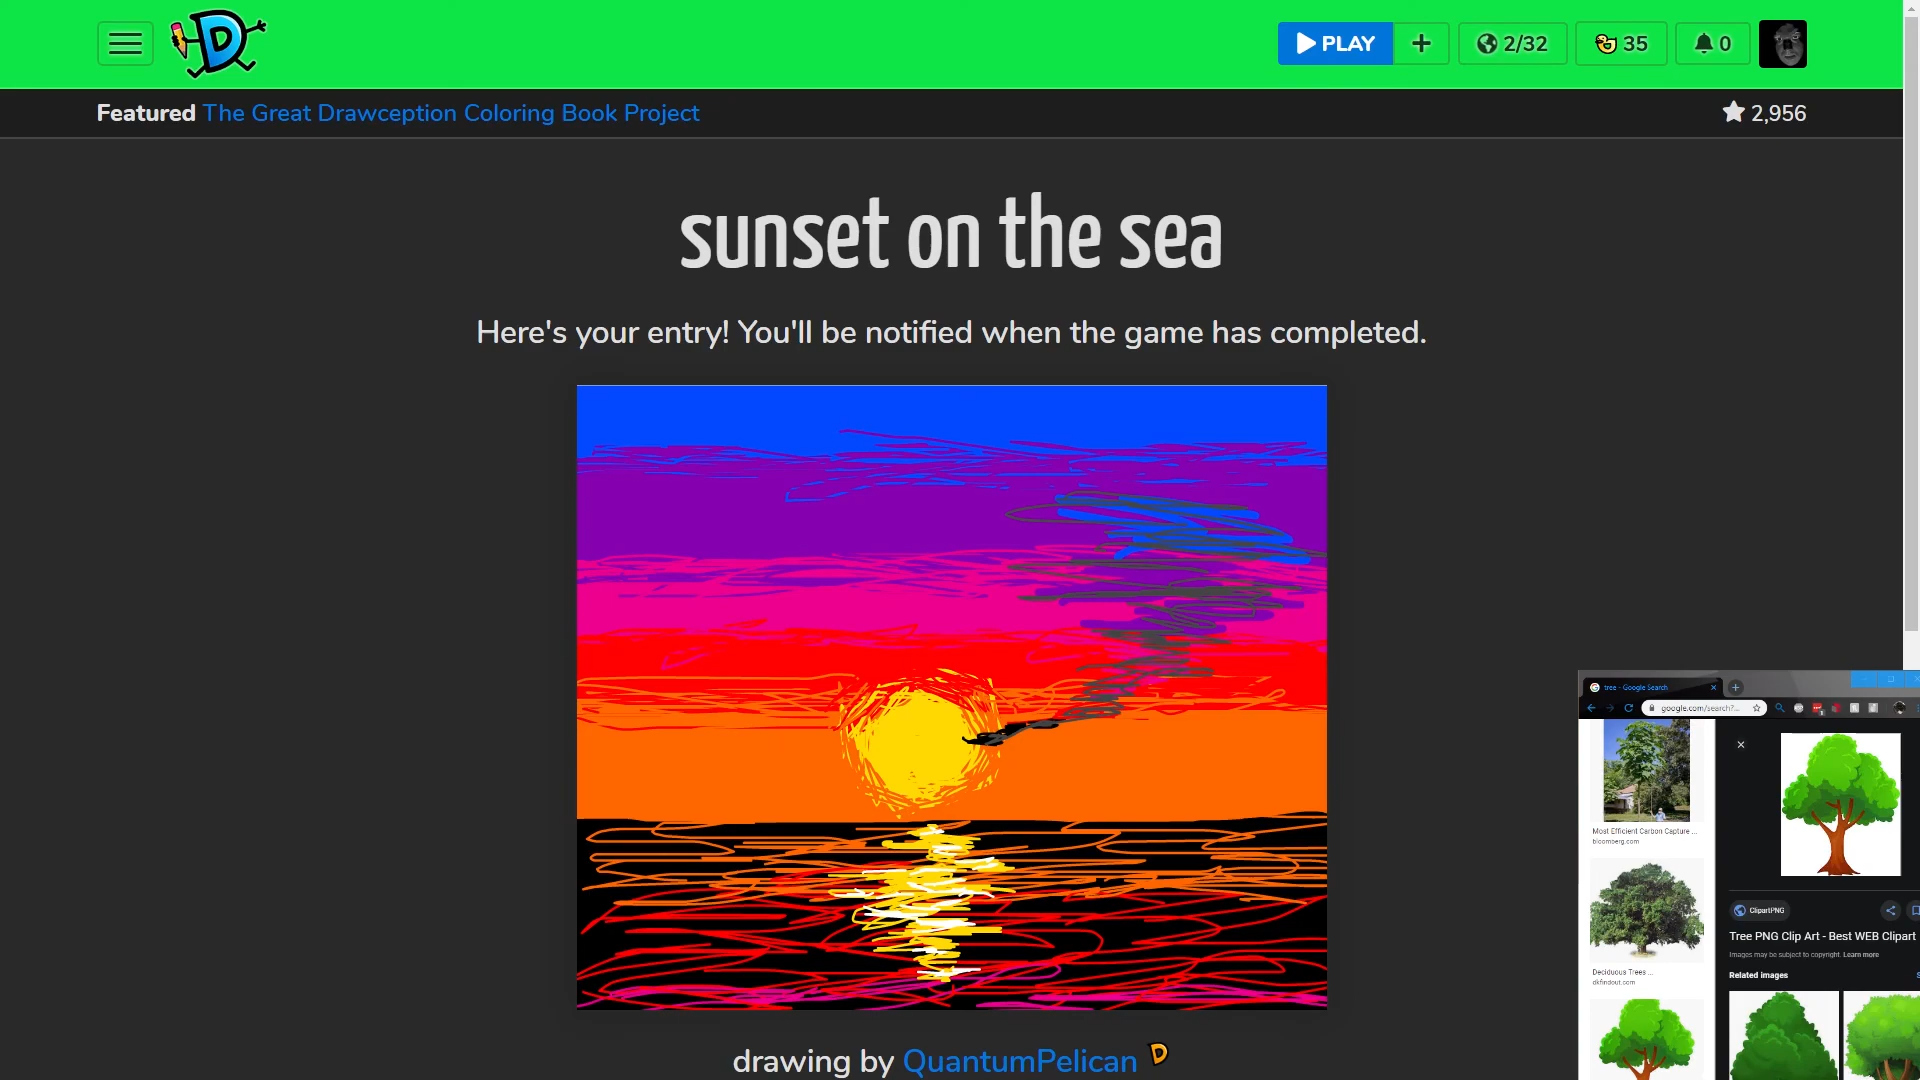 D
PLAY
2/32
35
0
Featured The Great Drawception Coloring Book Project
2,956
sunset on the sea
Here's your entry! You'll be notified when the game has completed.
drawing by QuantumPelican D
tree - Google Search
google.com/search?...
Most Efficient Carbon Capture ...
bloomberg.com
Deciduous Trees ...
dkfindout.com
ClipartPNG
Tree PNG Clip Art - Best WEB Clipart
Images may be subject to copyright. Learn more
Related images